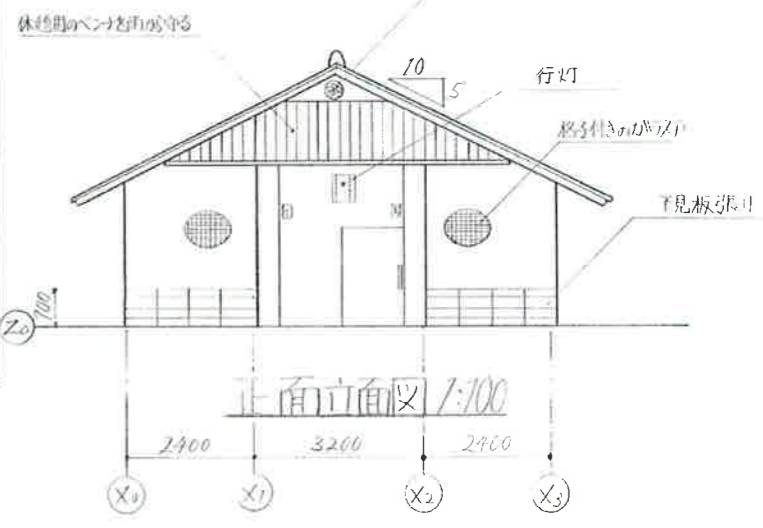 休憩用のベンチを雨から守る
10
5
行灯
格子付きのガラス戸
下見板張り
700
Z0
正面立面図 1:100
2400 3200 2400
X0 X1 X2 X3